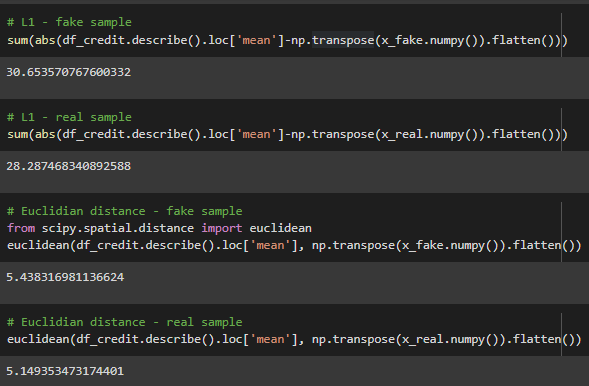 # L1 - fake sample
sum(abs(df_credit.describe().loc['mean']-np.transpose(x_fake.numpy()).flatten()))
30.653570767600332
# L1 - real sample
sum(abs(df_credit.describe().loc['mean']-np.transpose(x_real.numpy()).flatten()))
28.287468340892588
# Euclidian distance - fake sample
from scipy.spatial.distance import euclidean
euclidean(df_credit.describe().loc['mean'], np.transpose(x_fake.numpy()).flatten())
5.438316981136624
# Euclidian distance - real sample
euclidean(df_credit.describe().loc['mean'], np.transpose(x_real.numpy()).flatten())
5.149353473174401